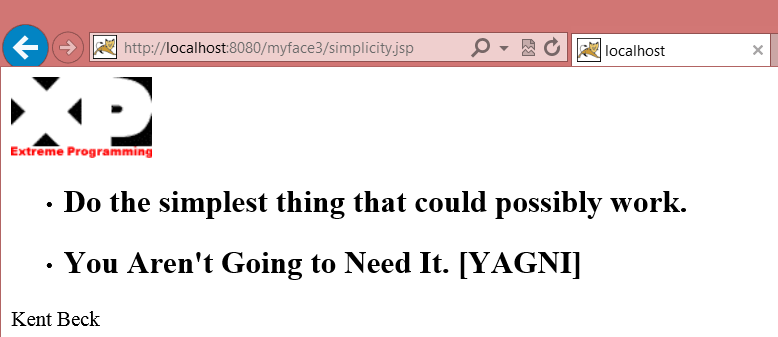 http://localhost:8080/myface3/simplicity.jsp
localhost
XP
Extreme Programming
• Do the simplest thing that could possibly work.
• You Aren't Going to Need It. [YAGNI]
Kent Beck